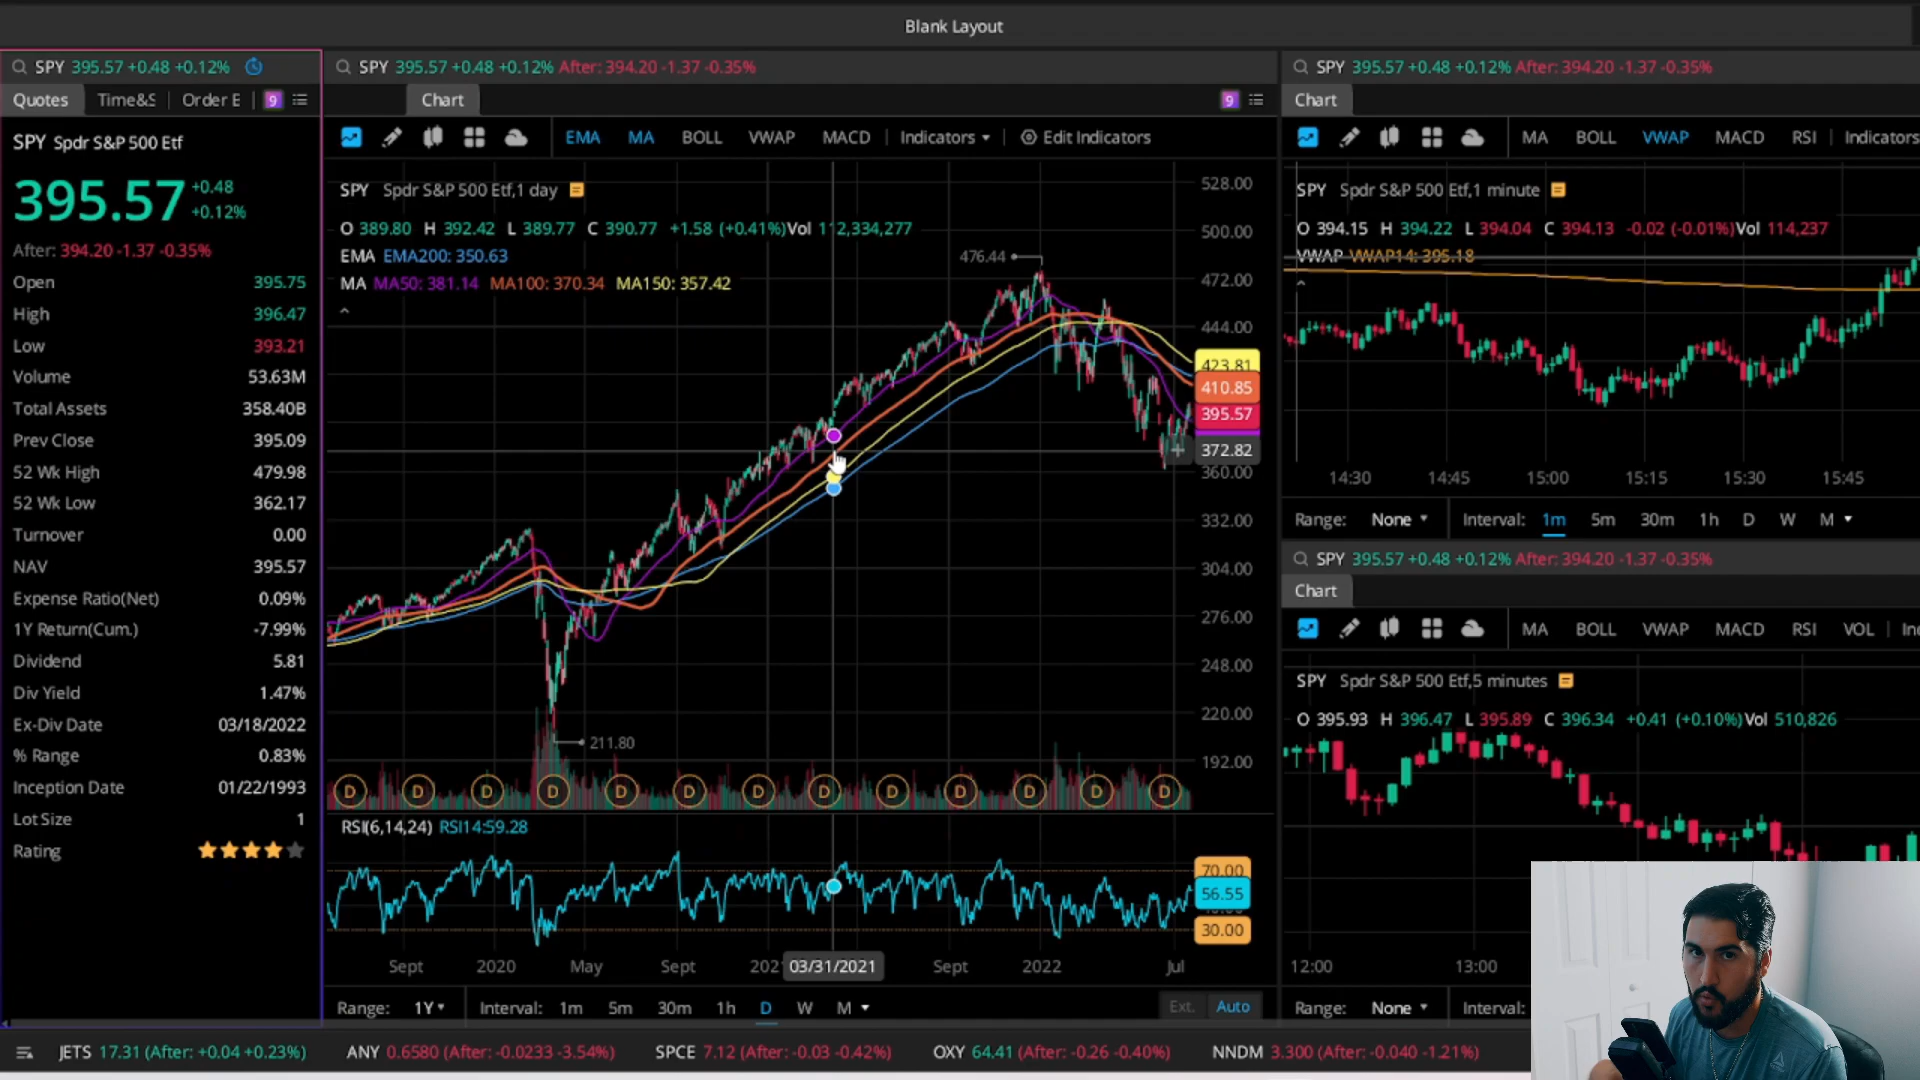 Blank Layout
SPY 395.57 +0.48 +0.12%
Quotes Time&S Order E 9
SPY Spdr S&P 500 Etf
395.57 +0.48 +0.12%
After: 394.20 -1.37 -0.35%
Open 395.75
High 396.47
Low 393.21
Volume 53.63M
Total Assets 358.40B
Prev Close 395.09
52 Wk High 479.98
52 Wk Low 362.17
Turnover 0.00
NAV 395.57
Expense Ratio(Net) 0.09%
1Y Return(Cum.) -7.99%
Dividend 5.81
Div Yield 1.47%
Ex-Div Date 03/18/2022
% Range 0.83%
Inception Date 01/22/1993
Lot Size 1
Rating
SPY 395.57 +0.48 +0.12% After: 394.20 -1.37 -0.35%
Chart 9
EMA MA BOLL VWAP MACD Indicators Edit Indicators
SPY Spdr S&P 500 Etf,1 day
O 389.80 H 392.42 L 389.77 C 390.77 +1.58 (+0.41%)Vol 112,334,277
EMA EMA200: 350.63
MA MA50: 381.14 MA100: 370.34 MA150: 357.42
476.44
211.80
528.00
500.00
472.00
444.00
423.81
410.85
395.57
372.82
360.00
332.00
304.00
276.00
248.00
220.00
192.00
D D D D D D D D D D D D D
RSI(6,14,24) RSI14:59.28
70.00
56.55
30.00
Sept 2020 May Sept 202 03/31/2021 Sept 2022 Jul
Range: 1Y Interval: 1m 5m 30m 1h D W M Ext. Auto
SPY 395.57 +0.48 +0.12% After: 394.20 -1.37 -0.35%
Chart
MA BOLL VWAP MACD RSI Indicators
SPY Spdr S&P 500 Etf,1 minute
O 394.15 H 394.22 L 394.04 C 394.13 -0.02 (-0.01%)Vol 114,237
VWAP VWAP14: 395.18
14:30 14:45 15:00 15:15 15:30 15:45
Range: None Interval: 1m 5m 30m 1h D W M
SPY 395.57 +0.48 +0.12% After: 394.20 -1.37 -0.35%
Chart
MA BOLL VWAP MACD RSI VOL
SPY Spdr S&P 500 Etf,5 minutes
O 395.93 H 396.47 L 395.89 C 396.34 +0.41 (+0.10%)Vol 510,826
12:00 13:00
Range: None Interval:
JETS 17.31 (After: +0.04 +0.23%) ANY 0.6580 (After: -0.0233 -3.54%) SPCE 7.12 (After: -0.03 -0.42%) OXY 64.41 (After: -0.26 -0.40%) NNDM 3.300 (After: -0.040 -1.21%)